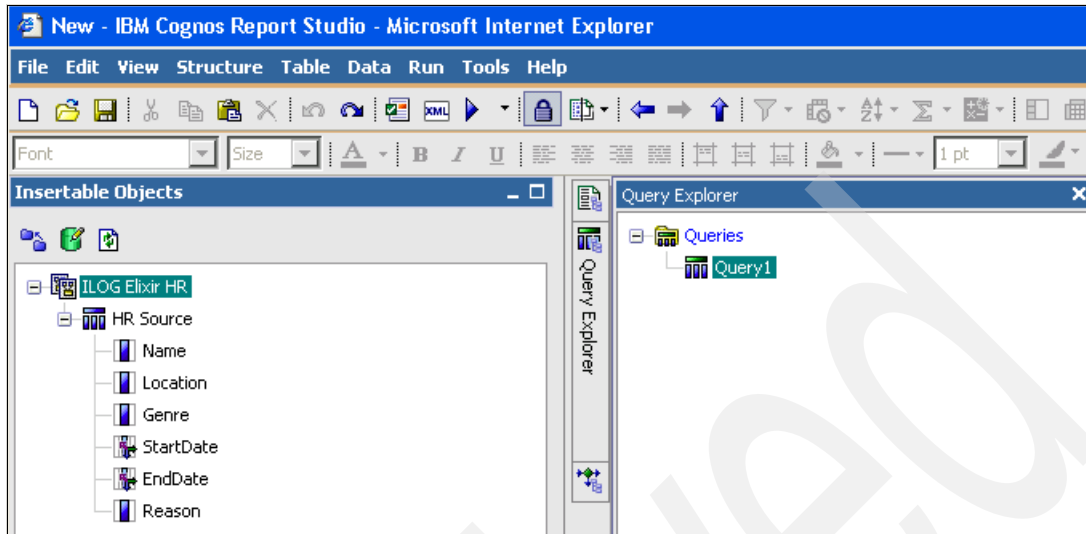 New - IBM Cognos Report Studio - Microsoft Internet Explorer
File Edit View Structure Table Data Run Tools Help
XML
Font Size A B I U 1 pt
Insertable Objects
ILOG Elixir HR
HR Source
Name
Location
Genre
StartDate
EndDate
Reason
Query Explorer
Query Explorer
Queries
Query1